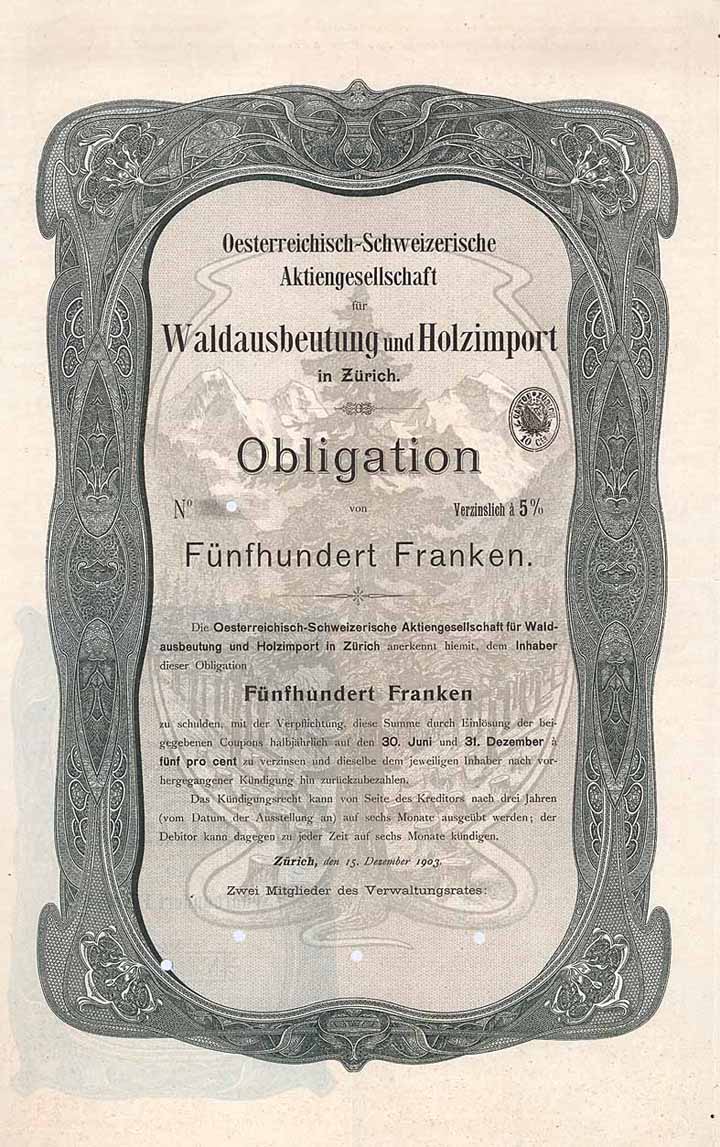 Oesterreichisch-Schweizerische
Aktiengesellschaft
für
Waldausbeutung und Holzimport
in Zürich.
10 Cts
Obligation
Nº von Verzinslich à 5%
Fünfhundert Franken.
Die Oesterreichisch-Schweizerische Aktiengesellschaft für Wald-
ausbeutung und Holzimport in Zürich anerkennt hiemit, dem Inhaber
dieser Obligation
Fünfhundert Franken
zu schulden, mit der Verpflichtung, diese Summe durch Einlösung der bei-
gegebenen Coupons halbjährlich auf den 30. Juni und 31. Dezember à
fünf pro cent zu verzinsen und dieselbe dem jeweiligen Inhaber nach vor-
hergegangener Kündigung hin zurückzubezahlen.
Das Kündigungsrecht kann von Seite des Kreditors nach drei Jahren
(vom Datum der Ausstellung an) auf sechs Monate ausgeübt werden; der
Debitor kann dagegen zu jeder Zeit auf sechs Monate kündigen.
Zürich, den 15. Dezember 1903.
Zwei Mitglieder des Verwaltungsrates: